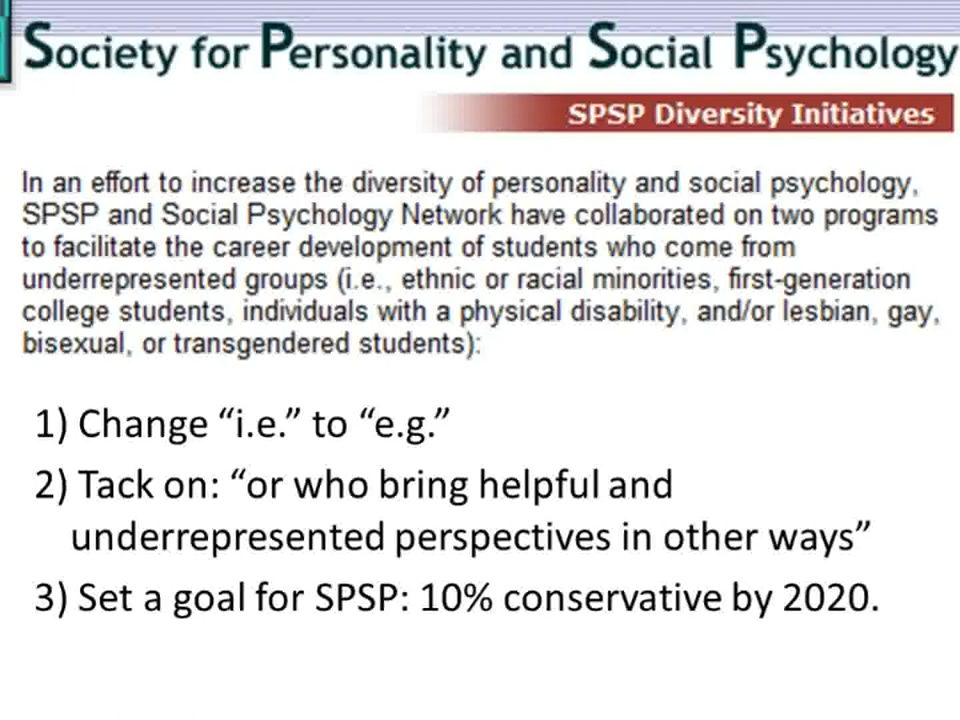 Society for Personality and Social Psychology
SPSP Diversity Initiatives
In an effort to increase the diversity of personality and social psychology,
SPSP and Social Psychology Network have collaborated on two programs
to facilitate the career development of students who come from
underrepresented groups (i.e., ethnic or racial minorities, first-generation
college students, individuals with a physical disability, and/or lesbian, gay,
bisexual, or transgendered students):
1) Change “i.e.” to “e.g.”
2) Tack on: “or who bring helpful and
underrepresented perspectives in other ways”
3) Set a goal for SPSP: 10% conservative by 2020.